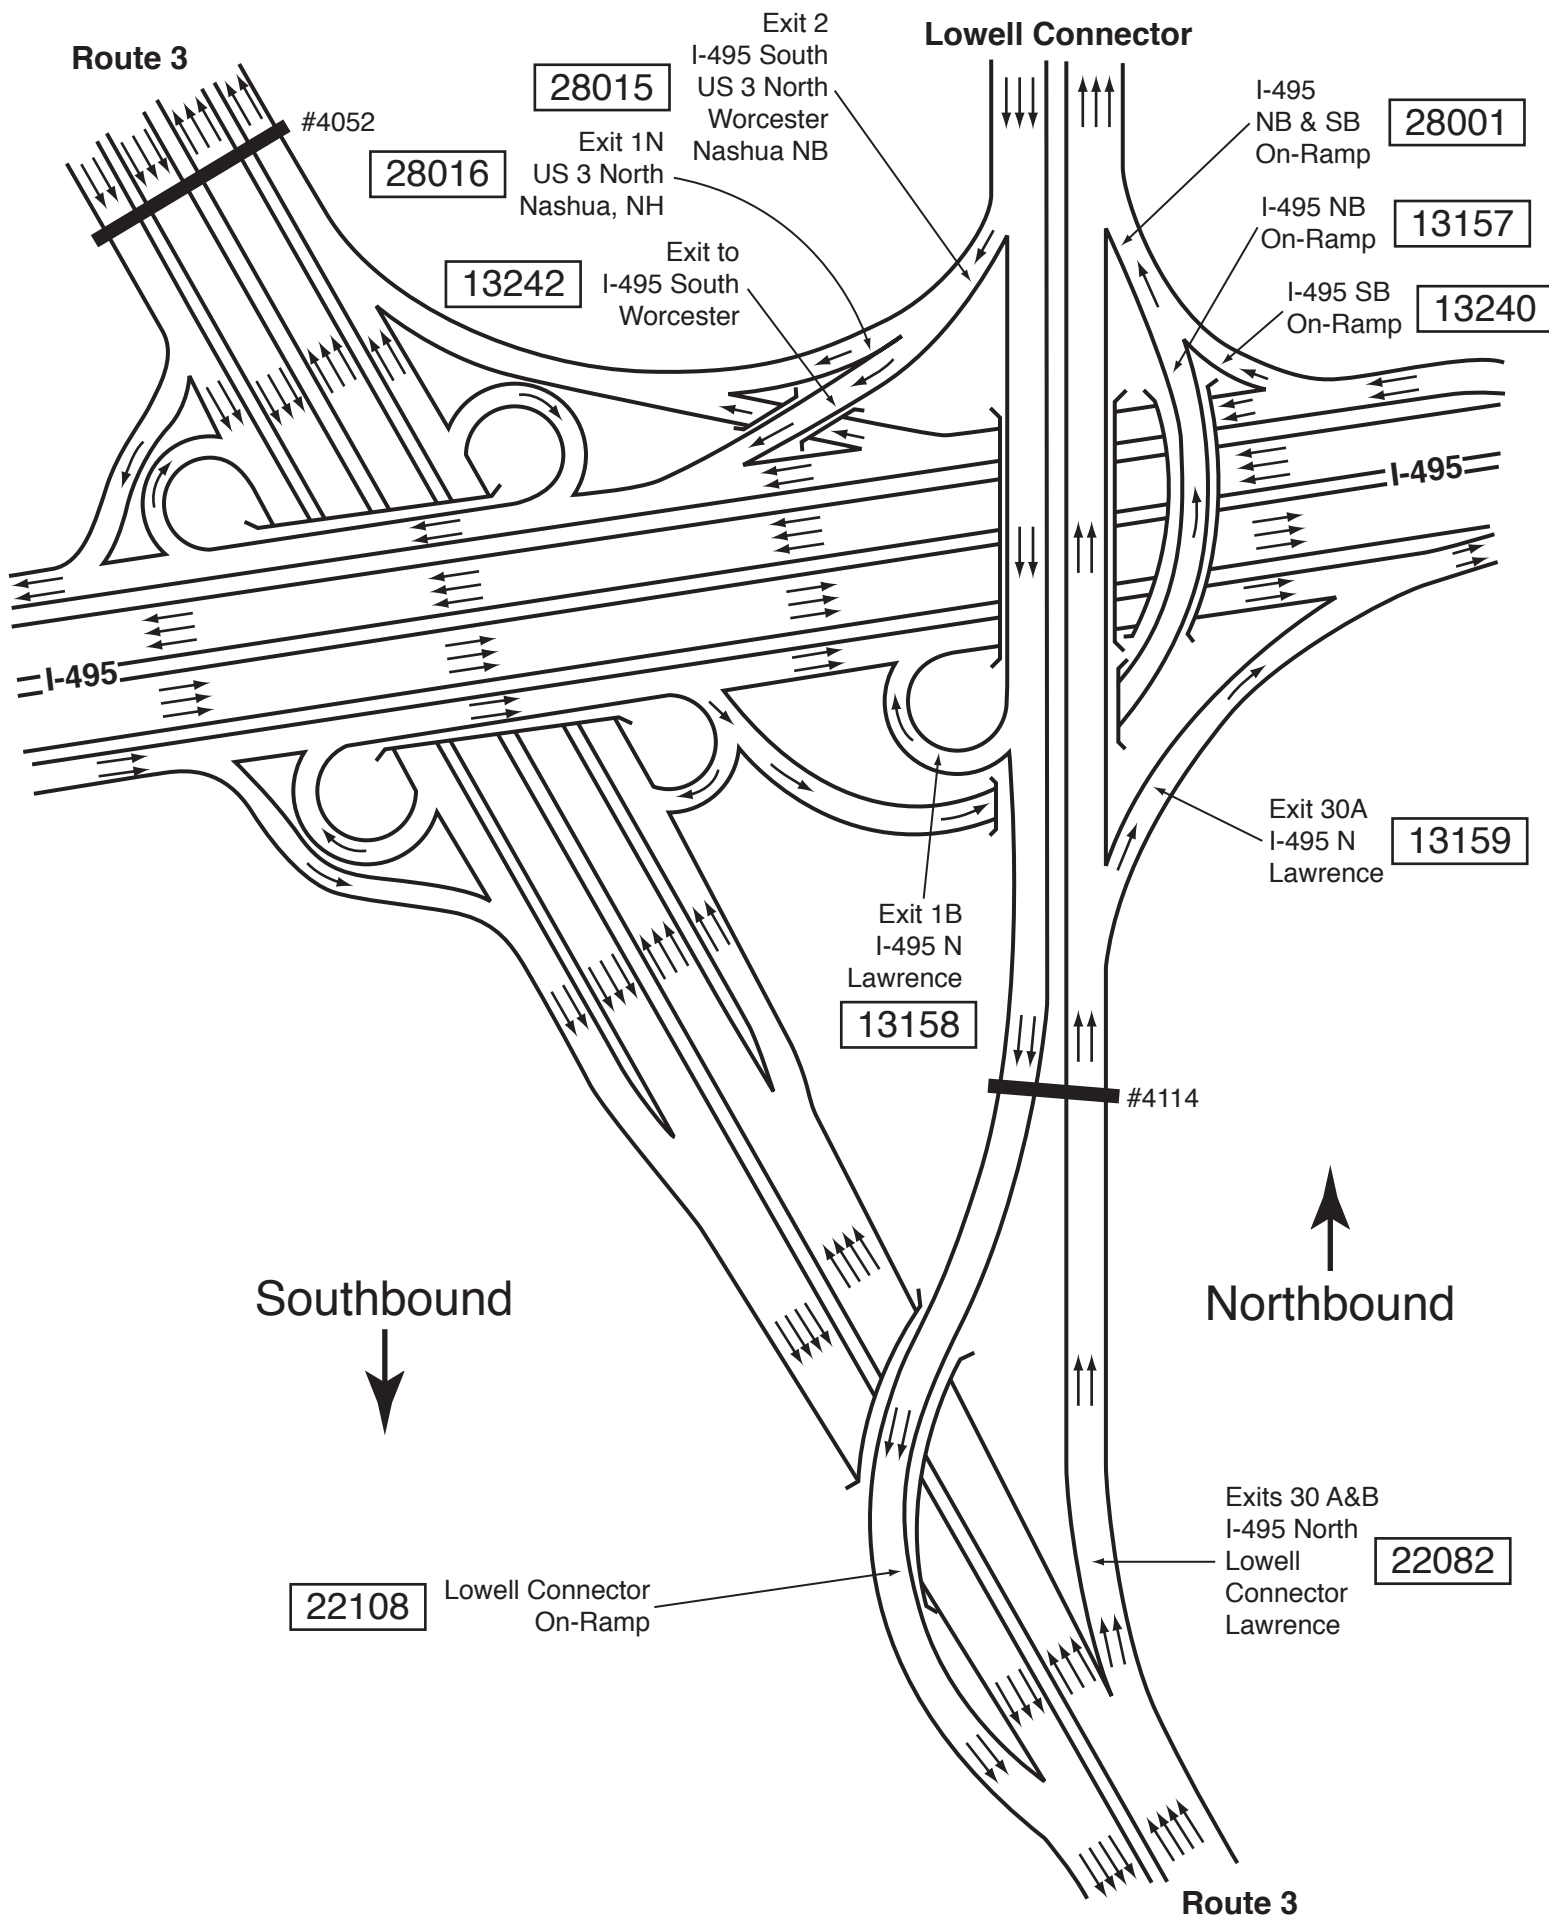 Route 3
#4052
28015
Exit 2
I-495 South
US 3 North
Worcester
Nashua NB
28016
Exit 1N
US 3 North
Nashua, NH
13242
Exit to
I-495 South
Worcester
Lowell Connector
I-495
NB & SB
On-Ramp
28001
I-495 NB
On-Ramp
13157
I-495 SB
On-Ramp
13240
I-495
I-495
Exit 30A
I-495 N
Lawrence
13159
Exit 1B
I-495 N
Lawrence
13158
#4114
Southbound
Northbound
22108
Lowell Connector
On-Ramp
Exits 30 A&B
I-495 North
Lowell
Connector
Lawrence
22082
Route 3